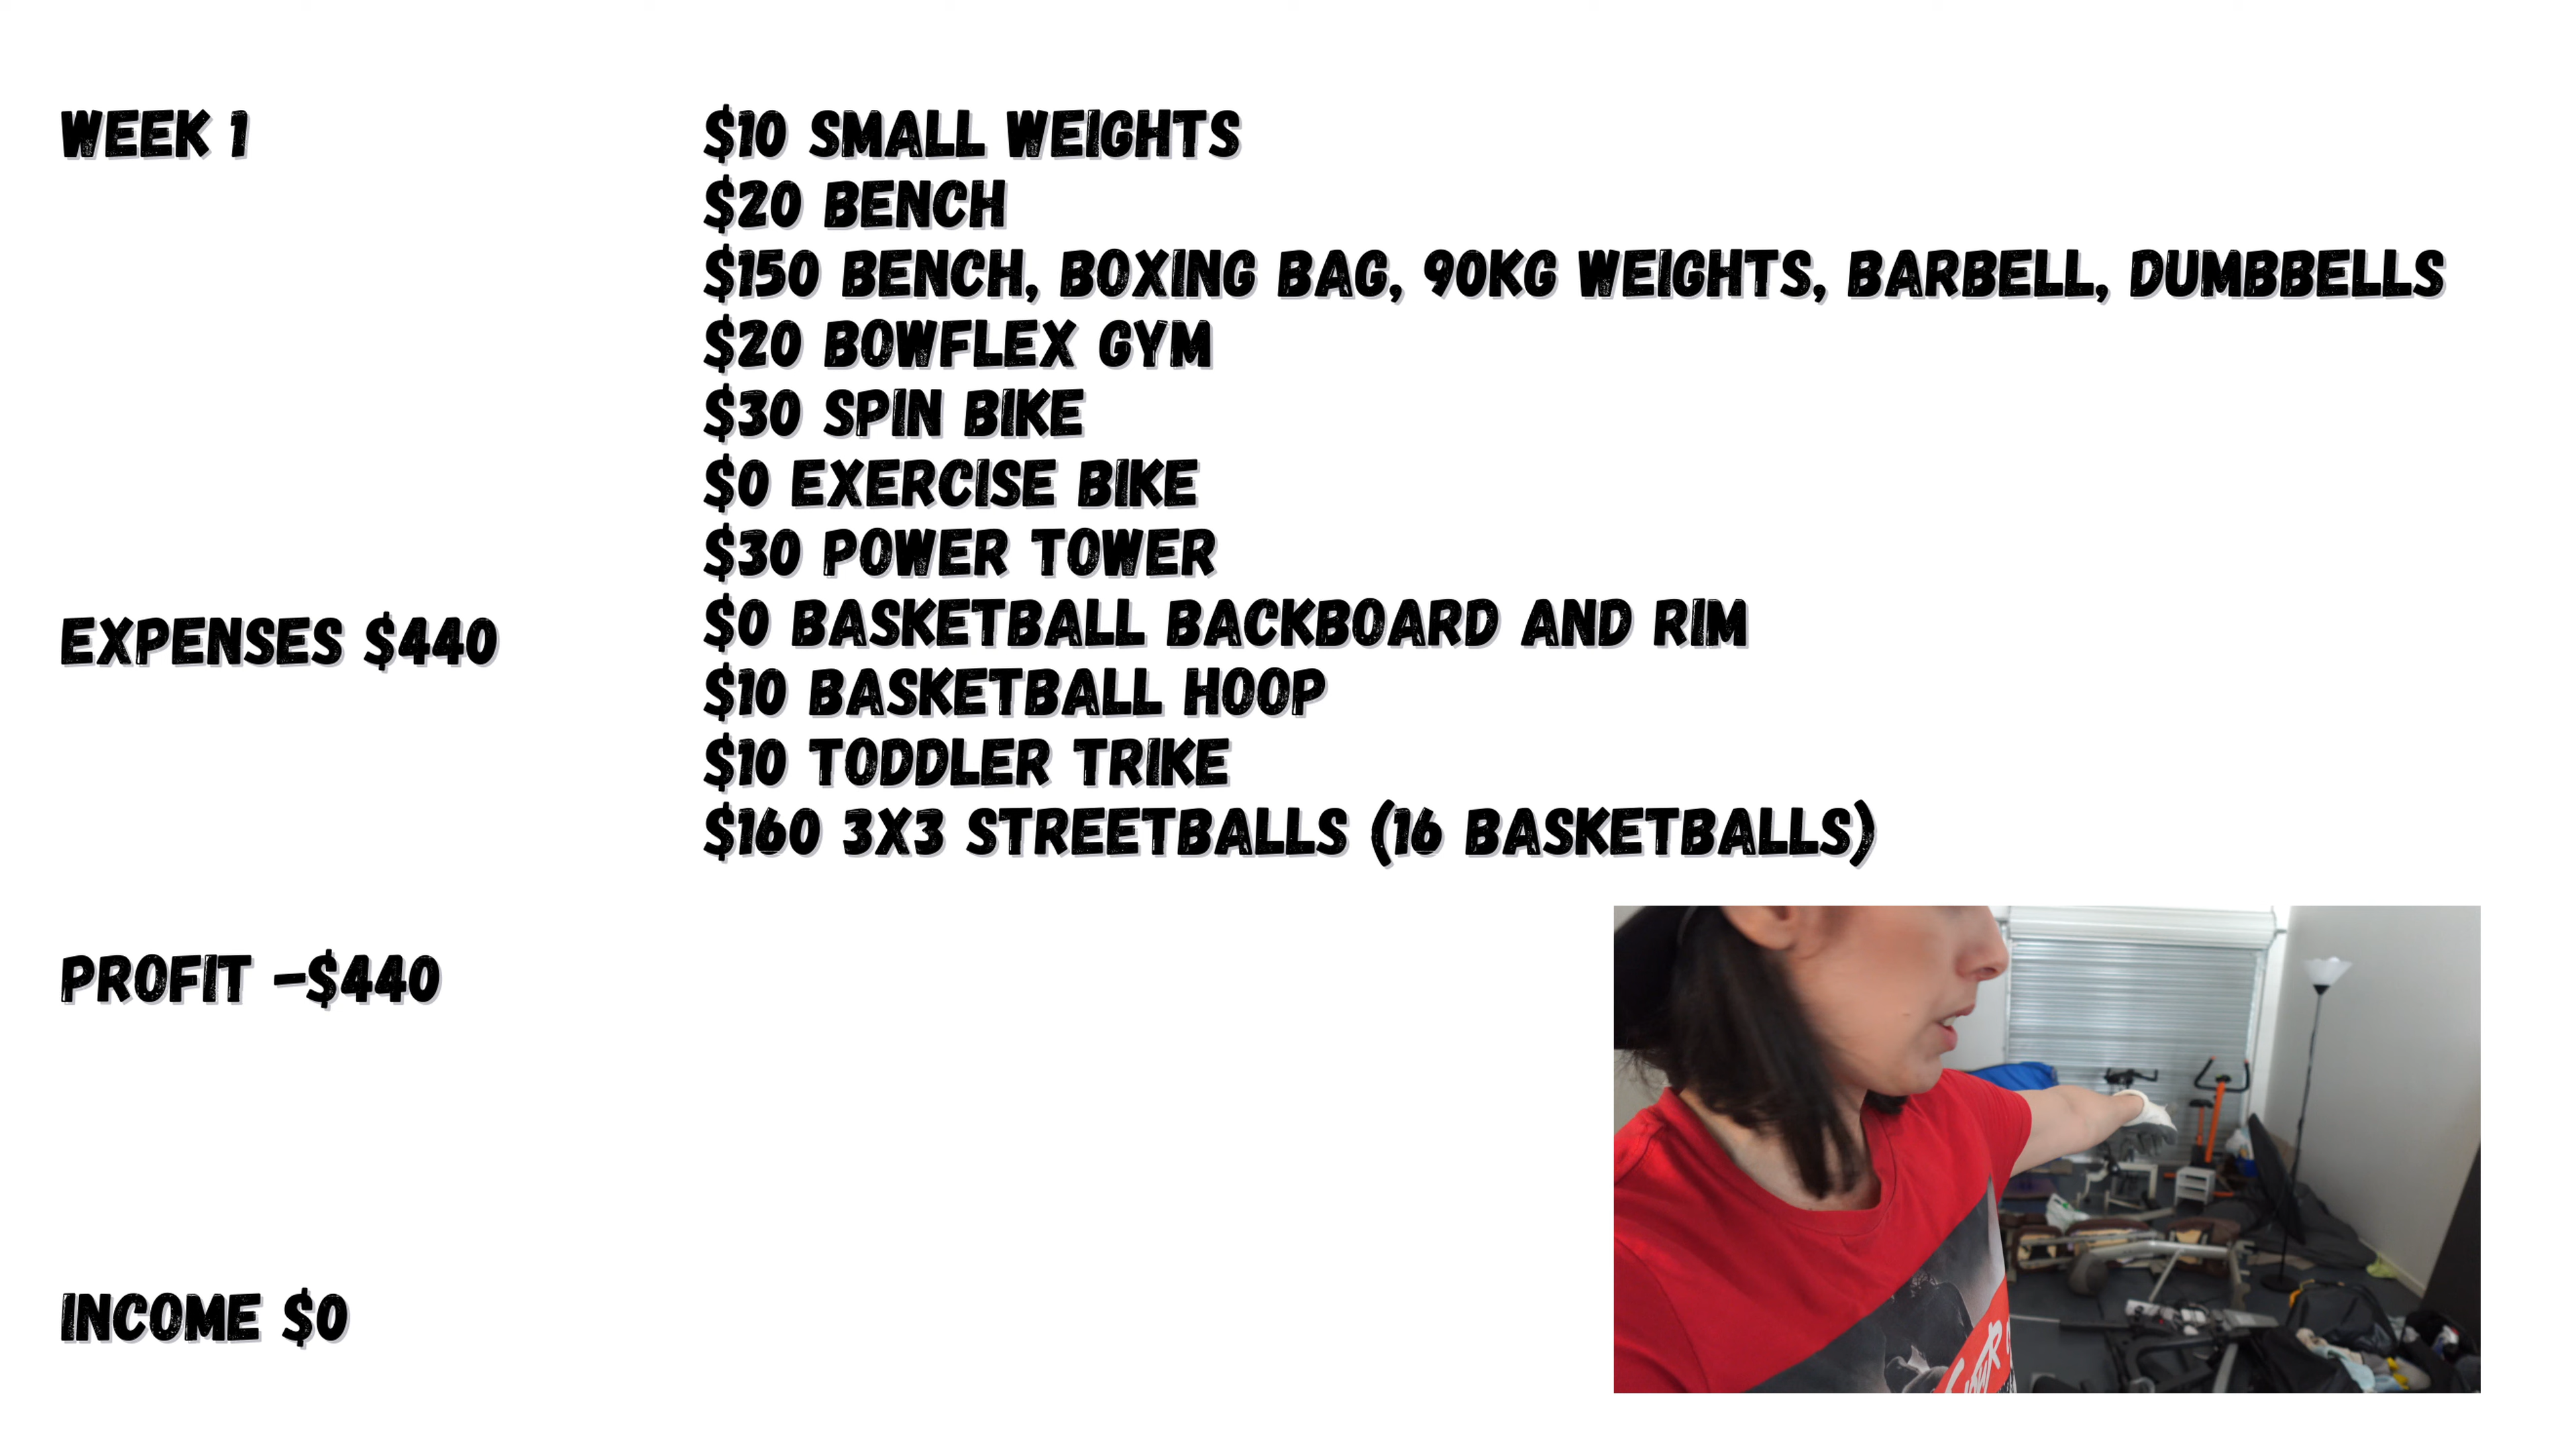 WEEK 1
$10 SMALL WEIGHTS
$20 BENCH
$150 BENCH, BOXING BAG, 90KG WEIGHTS, BARBELL, DUMBBELLS
$20 BOWFLEX GYM
$30 SPIN BIKE
$0 EXERCISE BIKE
$30 POWER TOWER
$0 BASKETBALL BACKBOARD AND RIM
$10 BASKETBALL HOOP
$10 TODDLER TRIKE
$160 3X3 STREETBALLS (16 BASKETBALLS)
EXPENSES $440
PROFIT -$440
INCOME $0